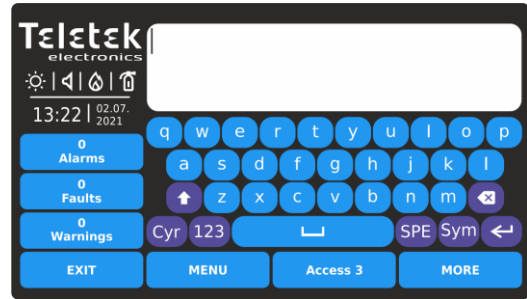 Teletek
electronics
13:22 | 02.07.
2021
0
Alarms
0
Faults
0
Warnings
q w e r t y u l o p
a s d f g h j k l
z x c v b n m
Cyr 123 SPE Sym
EXIT MENU Access 3 MORE